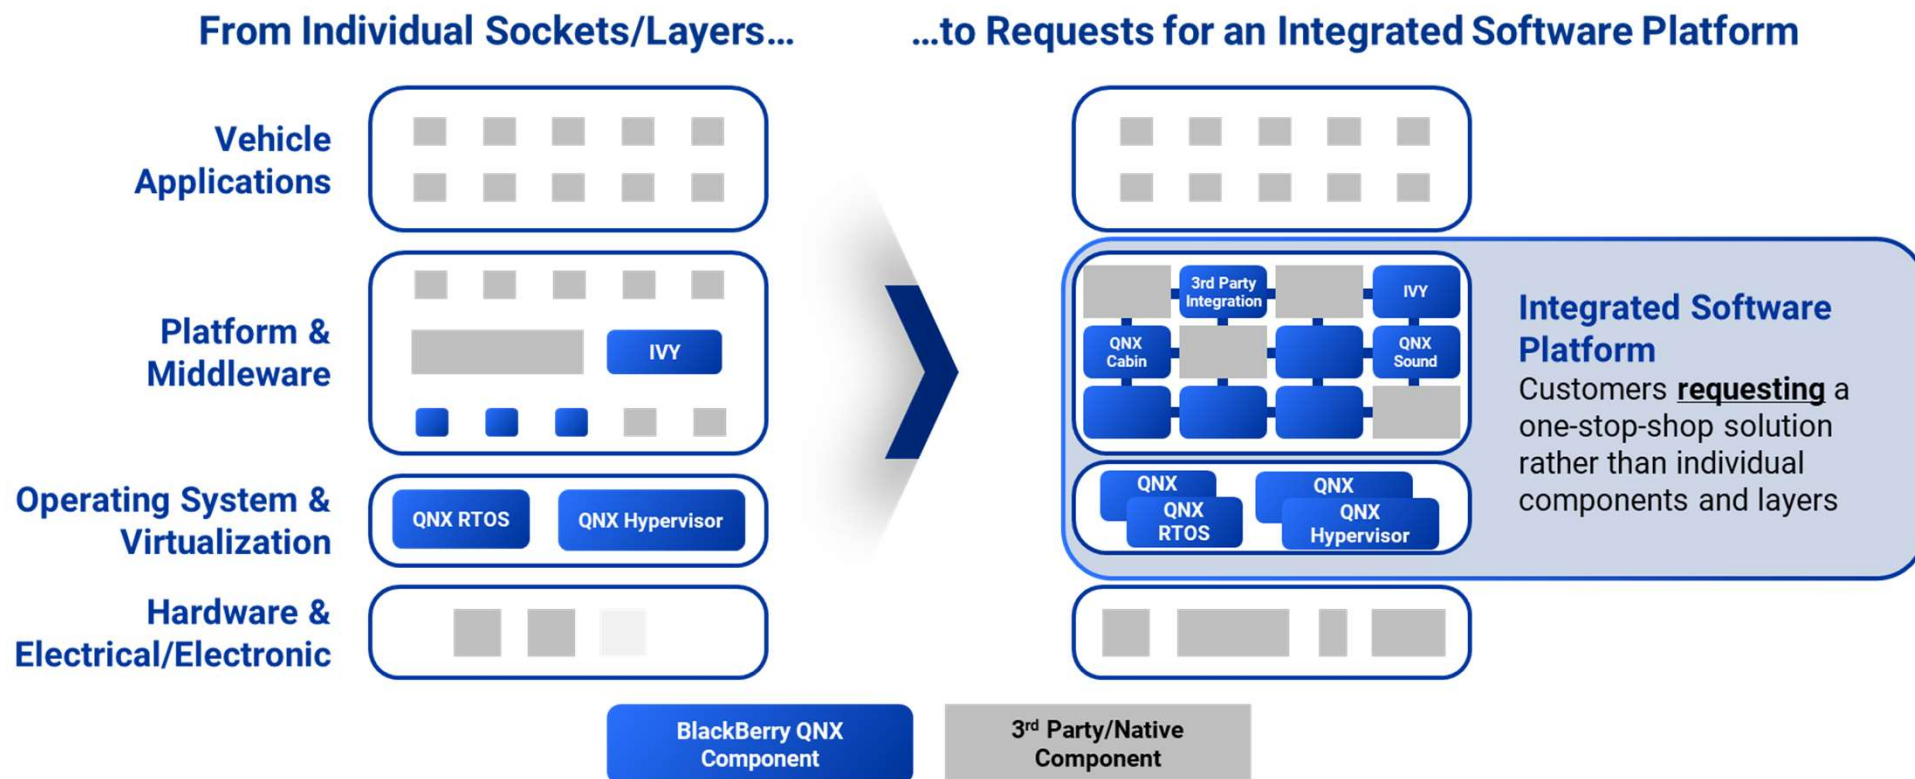 From Individual Sockets/Layers…
…to Requests for an Integrated Software Platform
Vehicle
Applications
Platform &
Middleware
IVY
Operating System &
Virtualization
QNX RTOS
QNX Hypervisor
Hardware &
Electrical/Electronic
3rd Party
Integration
IVY
QNX
Cabin
QNX
Sound
QNX
QNX
RTOS
QNX
QNX
Hypervisor
Integrated Software
Platform
Customers requesting a
one-stop-shop solution
rather than individual
components and layers
BlackBerry QNX
Component
3rd Party/Native
Component